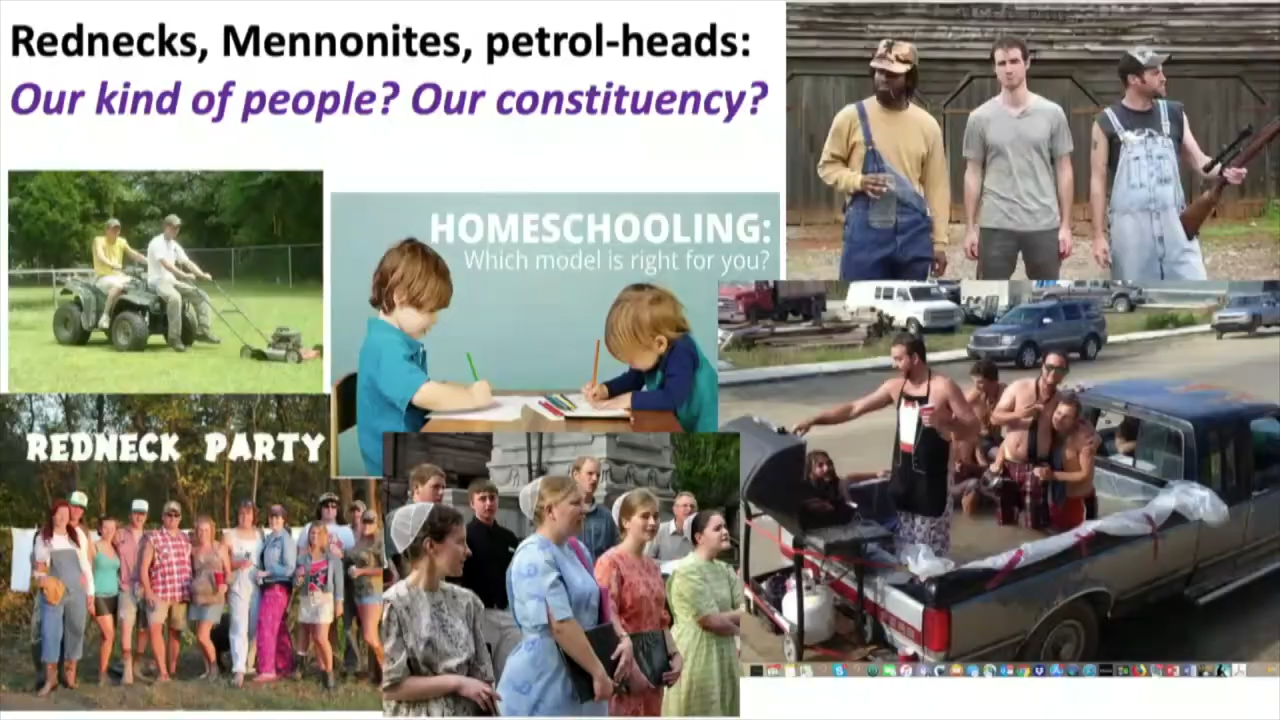 Rednecks, Mennonites, petrol-heads:
Our kind of people? Our constituency?
HOMESCHOOLING:
Which model is right for you?
REDNECK PARTY